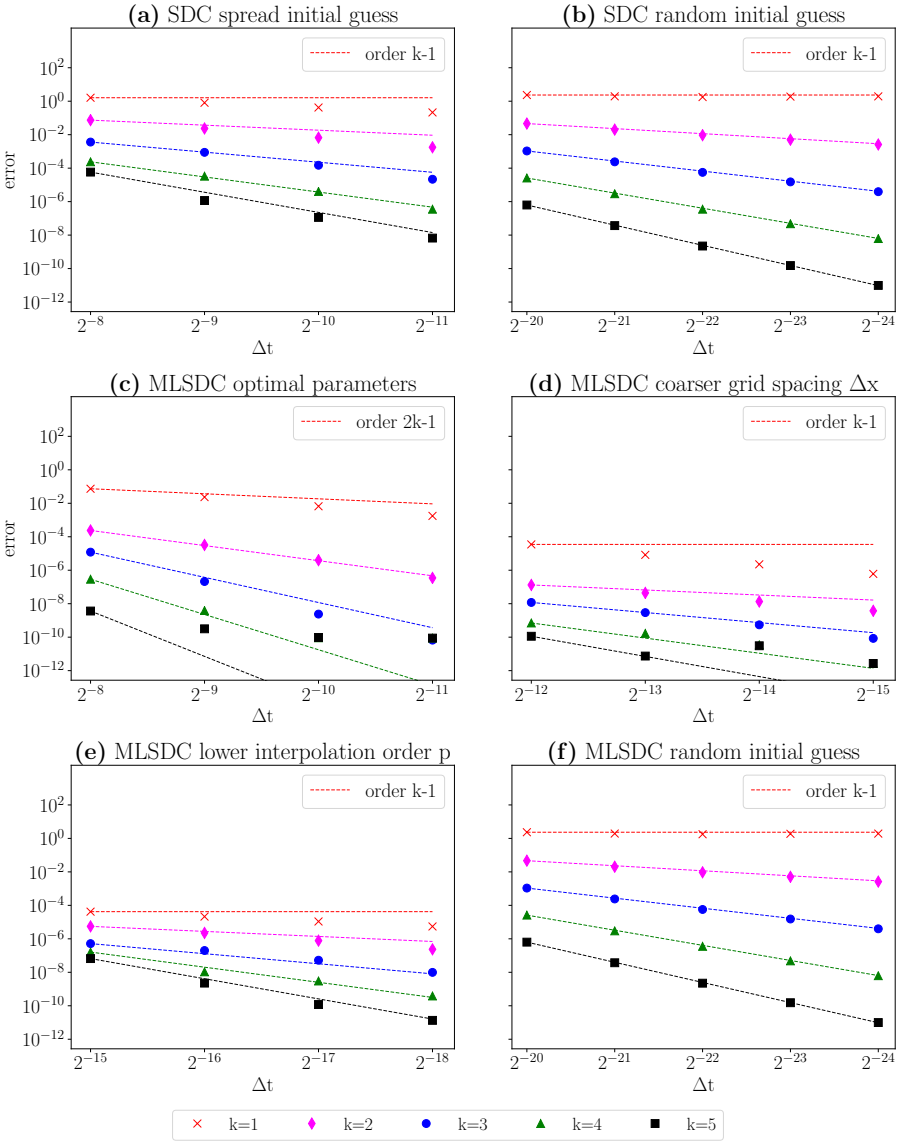 (a) SDC spread initial guess
order k-1
10^2
10^0
10^-2
10^-4
10^-6
10^-8
10^-10
10^-12
error
2^-8 2^-9 2^-10 2^-11
Δt
(b) SDC random initial guess
order k-1
2^-20 2^-21 2^-22 2^-23 2^-24
Δt
(c) MLSDC optimal parameters
order 2k-1
10^2
10^0
10^-2
10^-4
10^-6
10^-8
10^-10
10^-12
error
2^-8 2^-9 2^-10 2^-11
Δt
(d) MLSDC coarser grid spacing Δx
order k-1
2^-12 2^-13 2^-14 2^-15
Δt
(e) MLSDC lower interpolation order p
order k-1
10^2
10^0
10^-2
10^-4
10^-6
10^-8
10^-10
10^-12
error
2^-15 2^-16 2^-17 2^-18
Δt
(f) MLSDC random initial guess
order k-1
2^-20 2^-21 2^-22 2^-23 2^-24
Δt
k=1 k=2 k=3 k=4 k=5